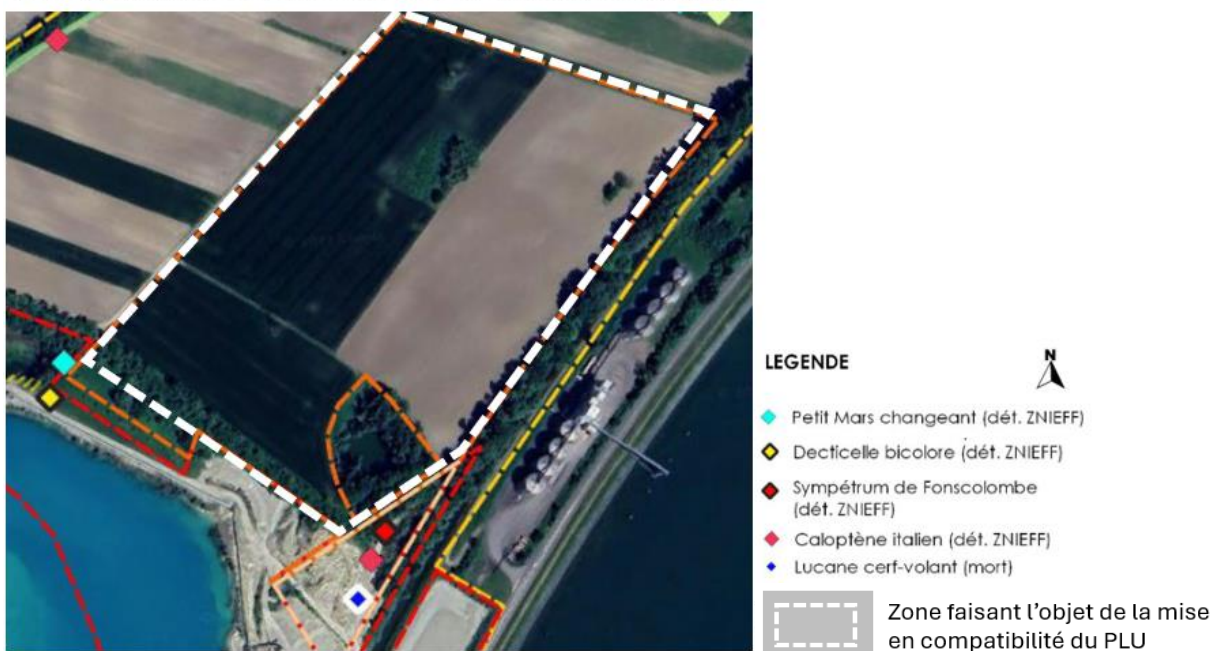 LEGENDE
N
Petit Mars changeant (dét. ZNIEFF)
Decticelle bicolore (dét. ZNIEFF)
Sympétrum de Fonscolombe
(dét. ZNIEFF)
Caloptène italien (dét. ZNIEFF)
Lucane cerf-volant (mort)
Zone faisant l'objet de la mise
en compatibilité du PLU